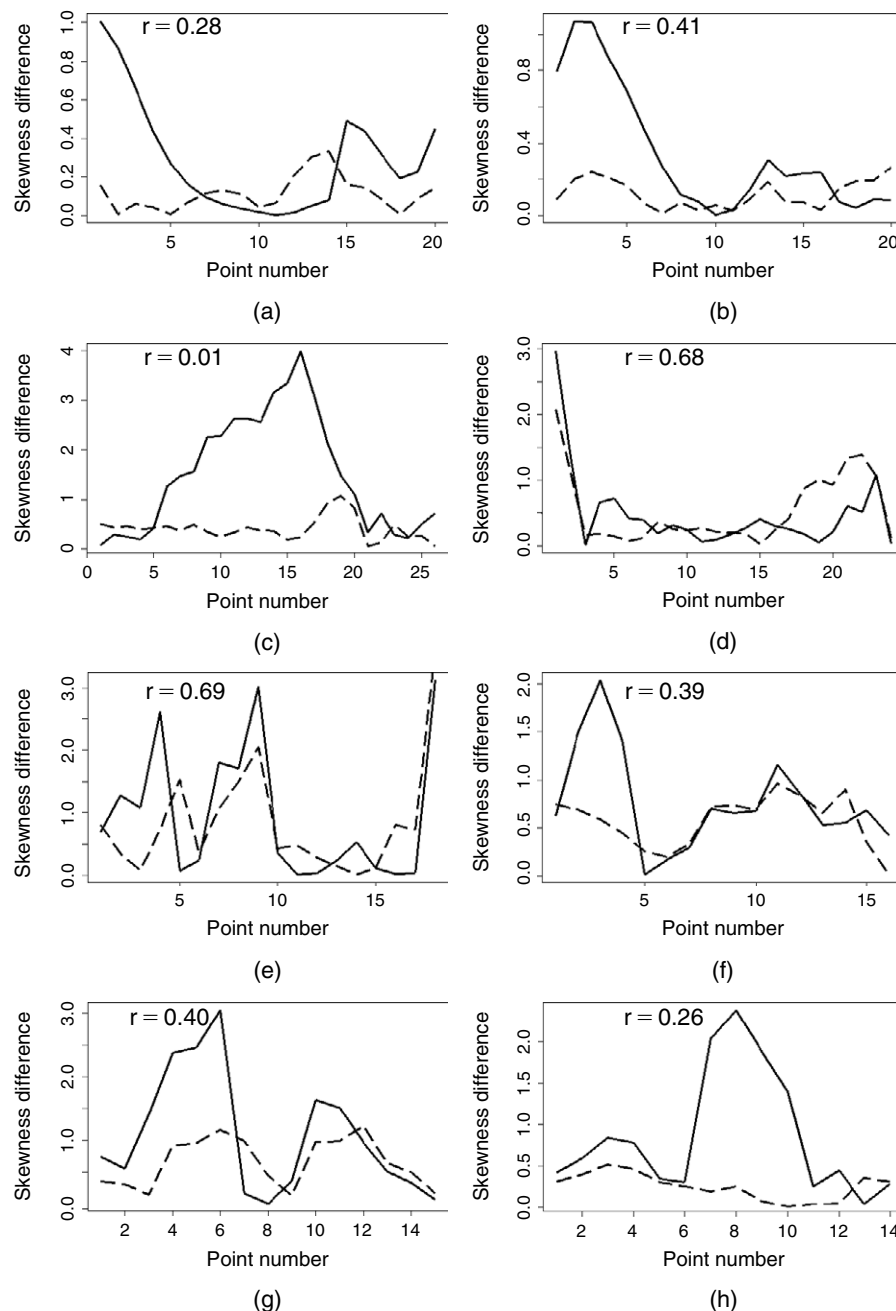 r = 0.28
Skewness difference
0.0 0.2 0.4 0.6 0.8 1.0
5 10 15 20
Point number
(a)
r = 0.41
Skewness difference
0.0 0.4 0.8
5 10 15 20
Point number
(b)
r = 0.01
Skewness difference
0 1 2 3 4
0 5 10 15 20 25
Point number
(c)
r = 0.68
Skewness difference
0.0 1.0 2.0 3.0
5 10 15 20
Point number
(d)
r = 0.69
Skewness difference
0.0 1.0 2.0 3.0
5 10 15
Point number
(e)
r = 0.39
Skewness difference
0.0 0.5 1.0 1.5 2.0
5 10 15
Point number
(f)
r = 0.40
Skewness difference
0.0 1.0 2.0 3.0
2 4 6 8 10 12 14
Point number
(g)
r = 0.26
Skewness difference
0.0 0.5 1.0 1.5 2.0
2 4 6 8 10 12 14
Point number
(h)